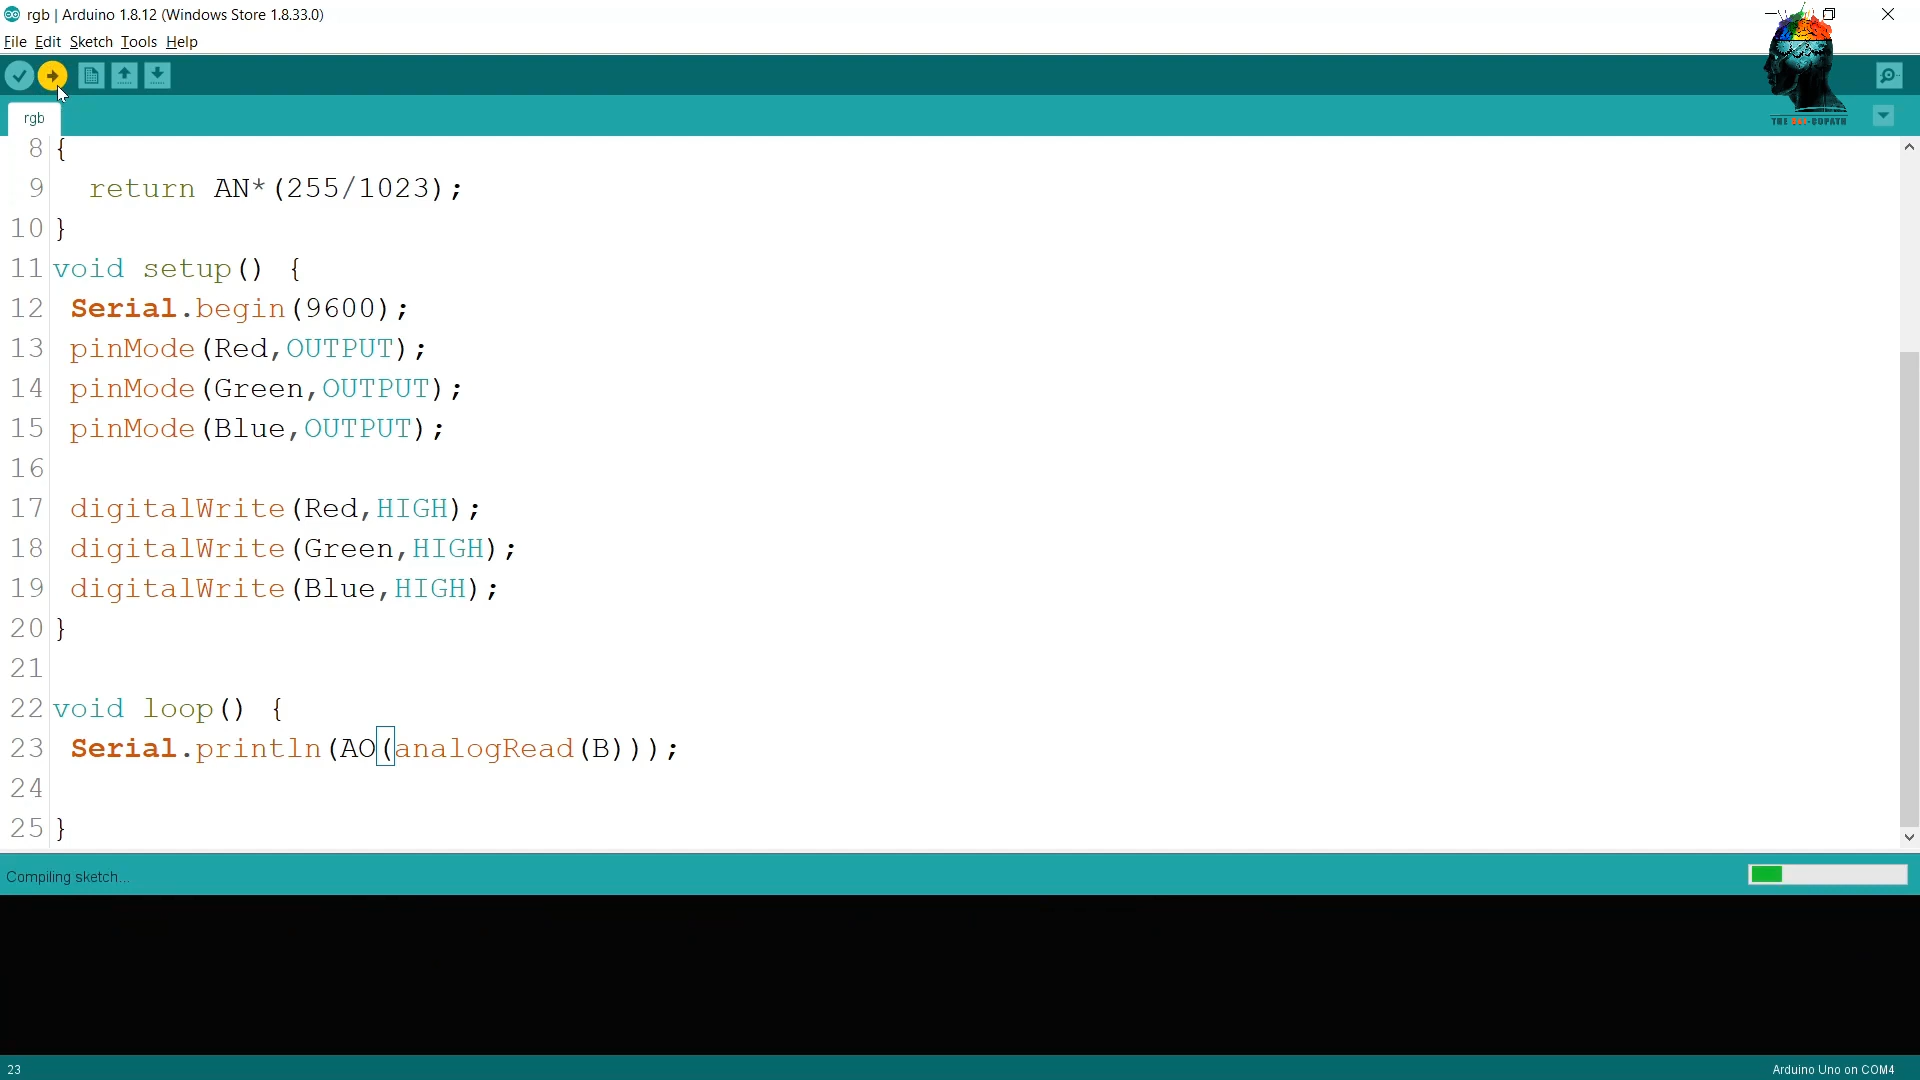 rgb | Arduino 1.8.12 (Windows Store 1.8.33.0)
File Edit Sketch Tools Help
rgb
8 {
9 return AN*(255/1023);
10 }
11 void setup() {
12 Serial.begin(9600);
13 pinMode(Red,OUTPUT);
14 pinMode(Green,OUTPUT);
15 pinMode(Blue,OUTPUT);
16
17 digitalWrite(Red,HIGH);
18 digitalWrite(Green,HIGH);
19 digitalWrite(Blue,HIGH);
20 }
21
22 void loop() {
23 Serial.println(AO(analogRead(B)));
24
25 }
Compiling sketch...
23
Arduino Uno on COM4